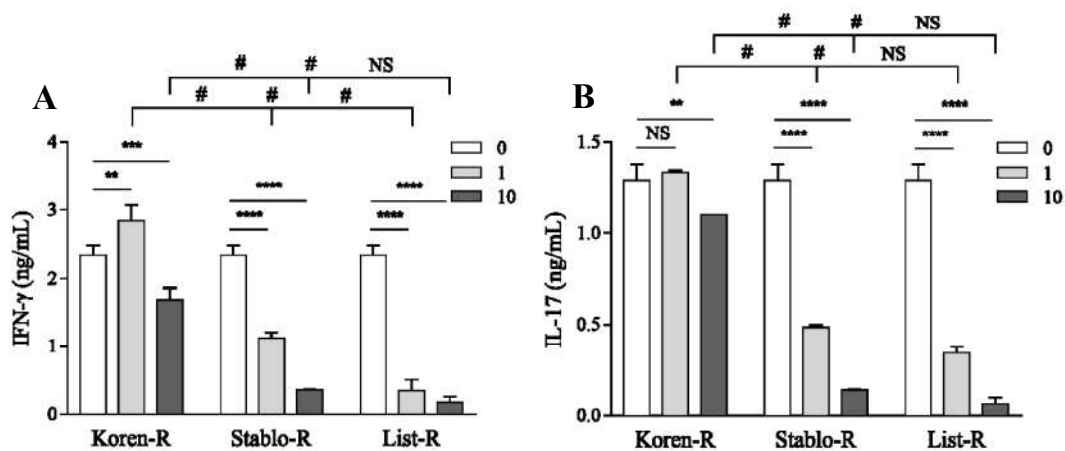 A
# # NS
# # #
*** **** ****
** **** ****
0
1
10
IFN-γ (ng/mL)
4
3
2
1
0
Koren-R Stablo-R List-R
B
# # NS
# # NS
** **** ****
NS **** ****
0
1
10
IL-17 (ng/mL)
1.5
1.0
0.5
0.0
Koren-R Stablo-R List-R